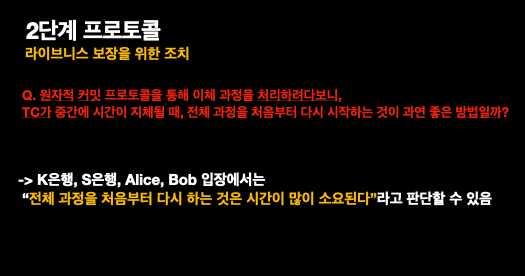 2단계 프로토콜
라이브니스 보장을 위한 조치
Q. 원자적 커밋 프로토콜을 통해 이체 과정을 처리하려다보니,
TC가 중간에 시간이 지체될 때, 전체 과정을 처음부터 다시 시작하는 것이 과연 좋은 방법일까?
-> K은행, S은행, Alice, Bob 입장에서는
“전체 과정을 처음부터 다시 하는 것은 시간이 많이 소요된다”라고 판단할 수 있음